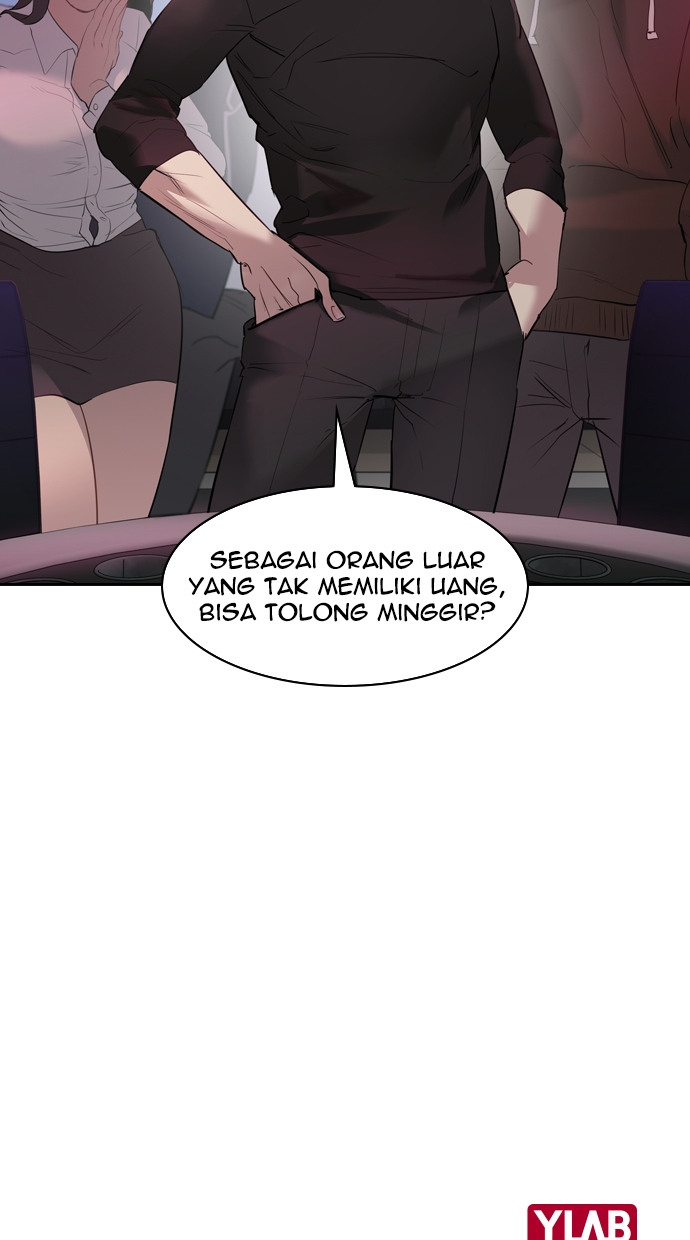 SEBAGAI ORANG LUAR
YANG TAK MEMILIKI UANG,
BISA TOLONG MINGGIR?
YLAB